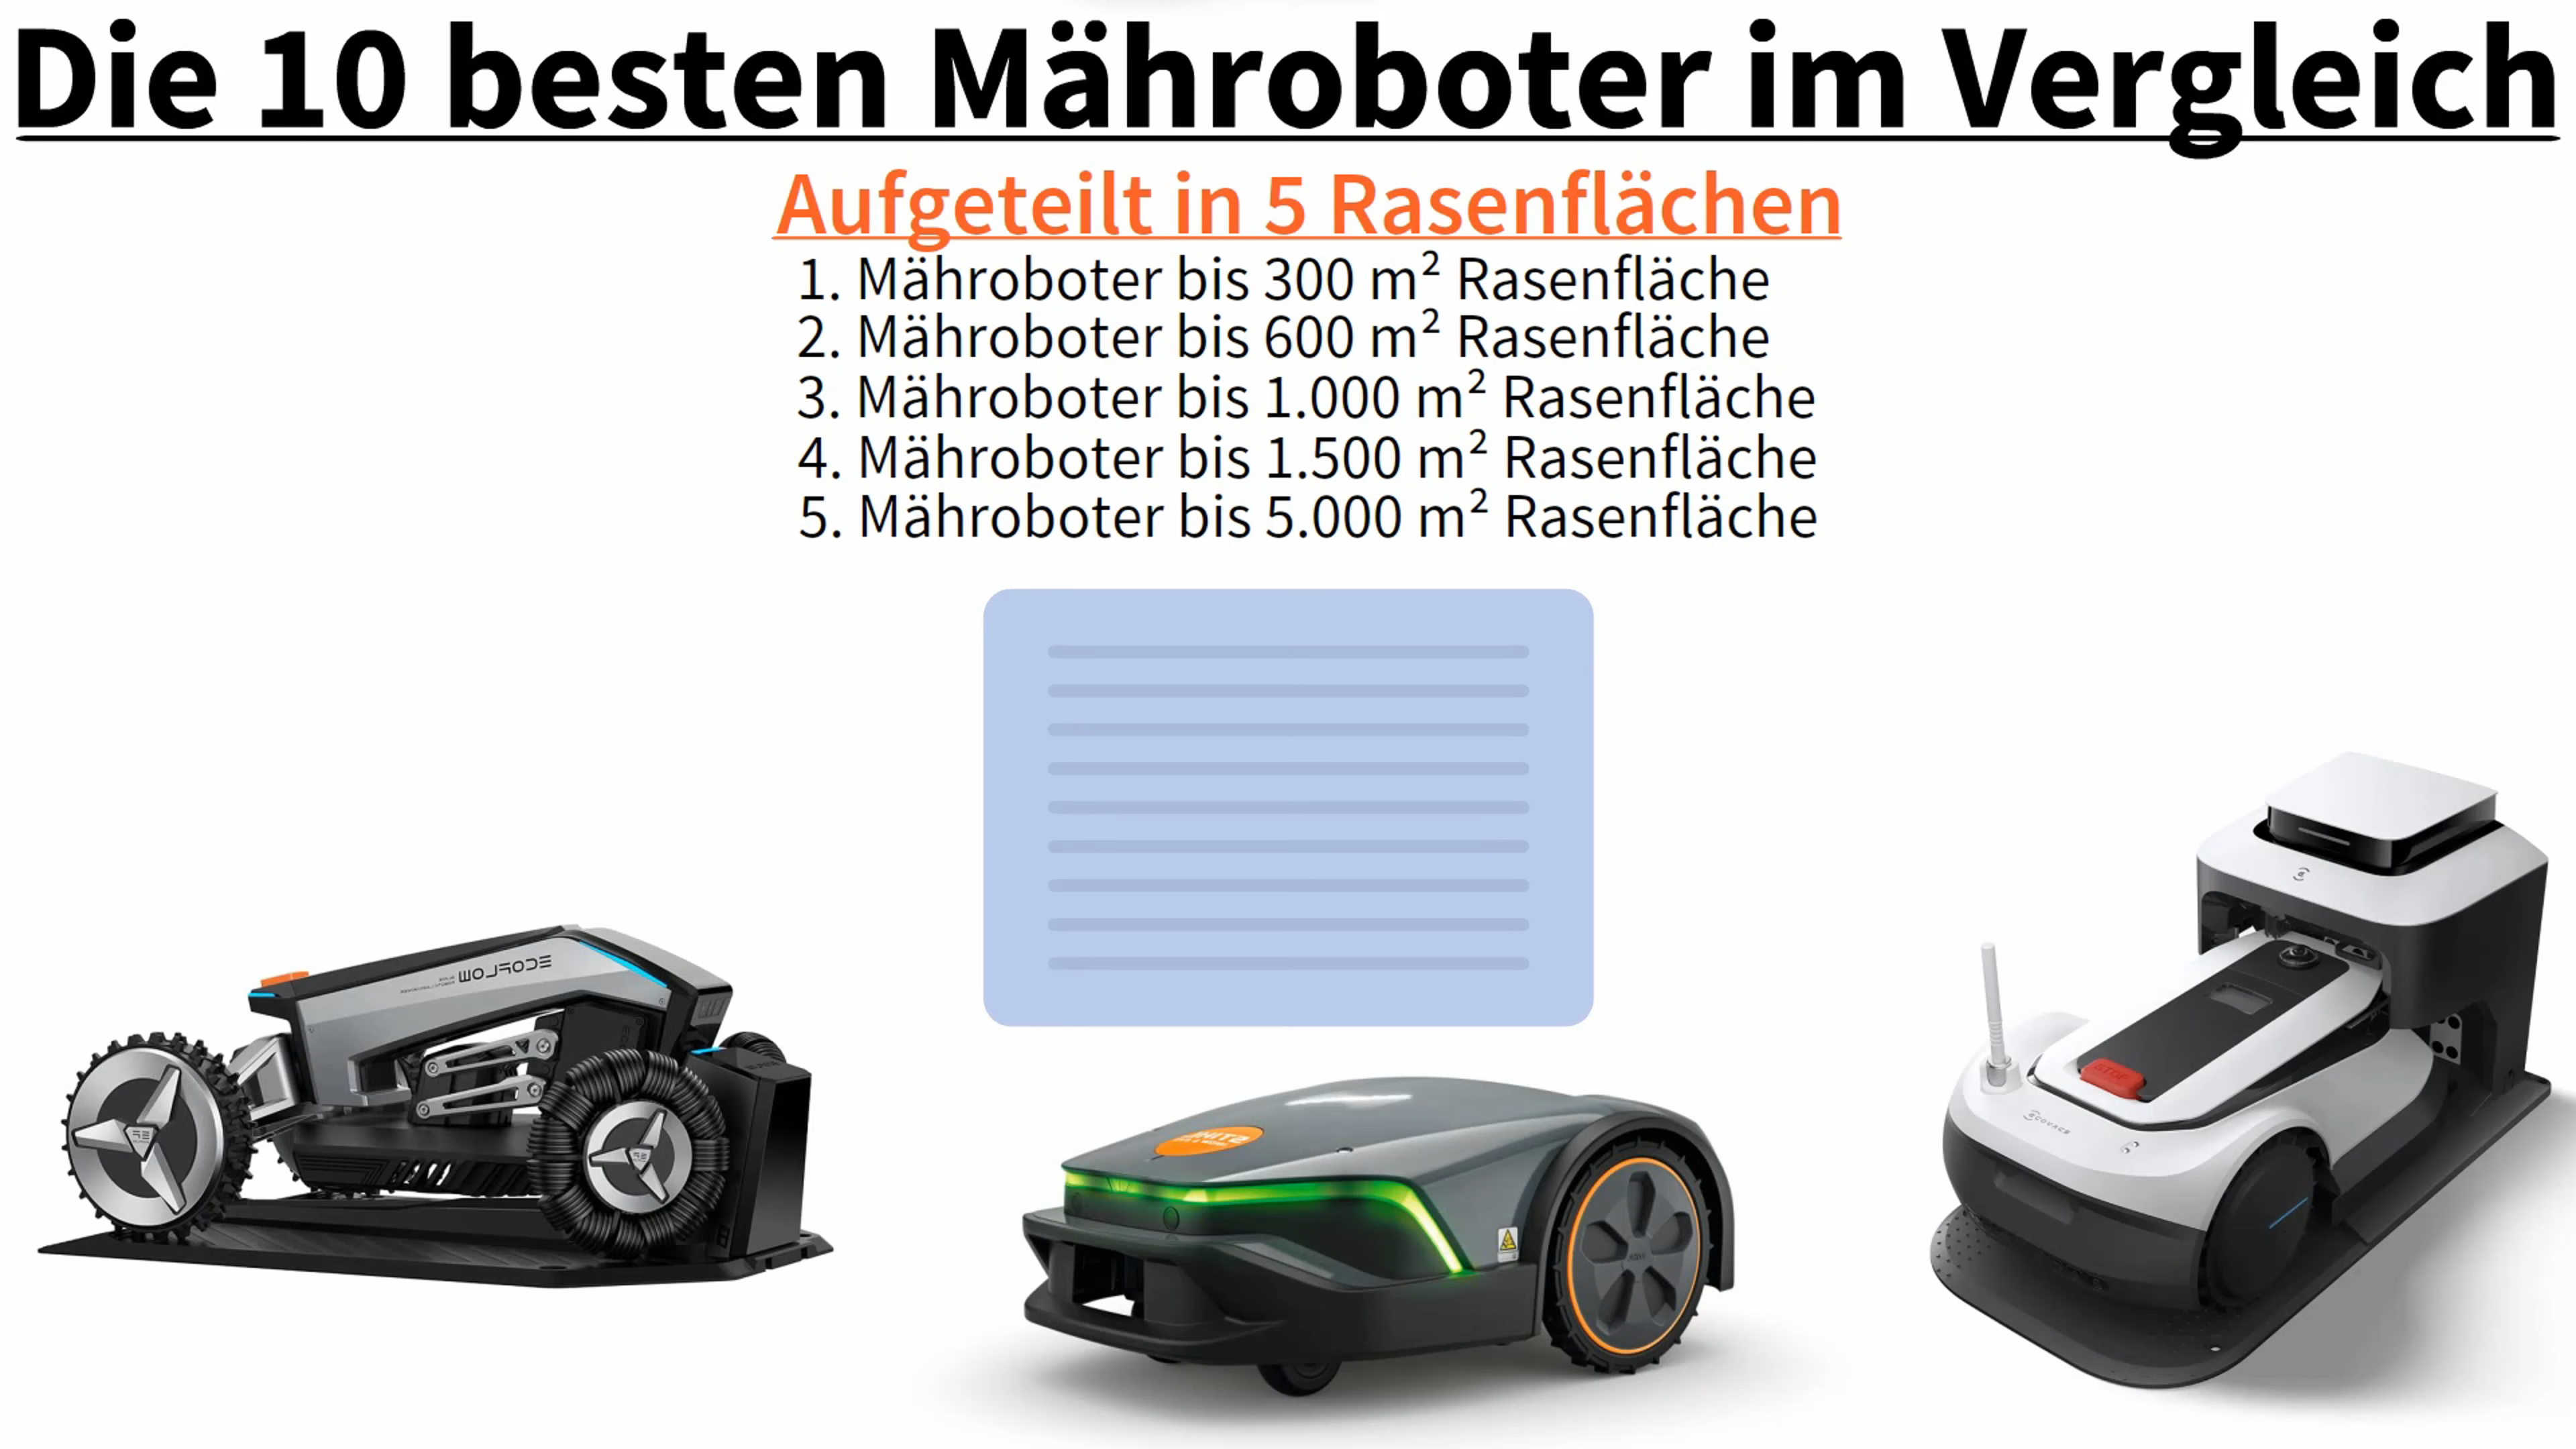 Die 10 besten Mähroboter im Vergleich
Aufgeteilt in 5 Rasenflächen
1. Mähroboter bis 300 m² Rasenfläche
2. Mähroboter bis 600 m² Rasenfläche
3. Mähroboter bis 1.000 m² Rasenfläche
4. Mähroboter bis 1.500 m² Rasenfläche
5. Mähroboter bis 5.000 m² Rasenfläche
ECOVACS
STOP